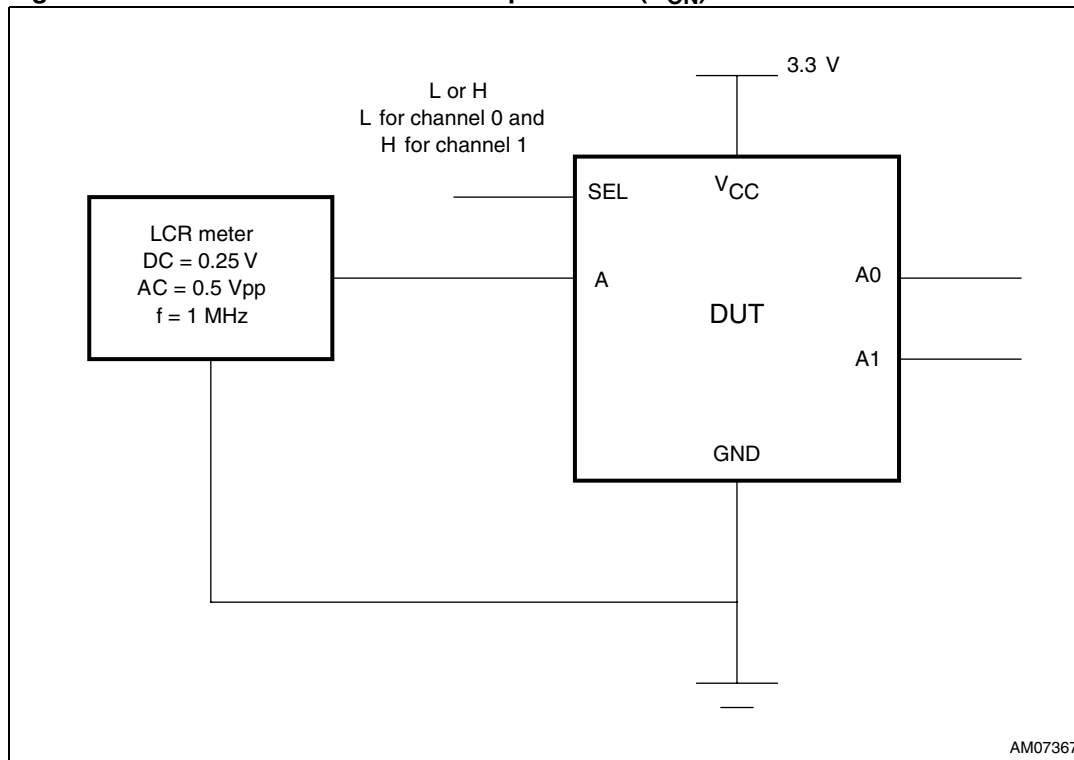 3.3 V
L or H
L for channel 0 and
H for channel 1
SEL
VCC
LCR meter
DC = 0.25 V
AC = 0.5 Vpp
f = 1 MHz
A
A0
DUT
A1
GND
AM07367